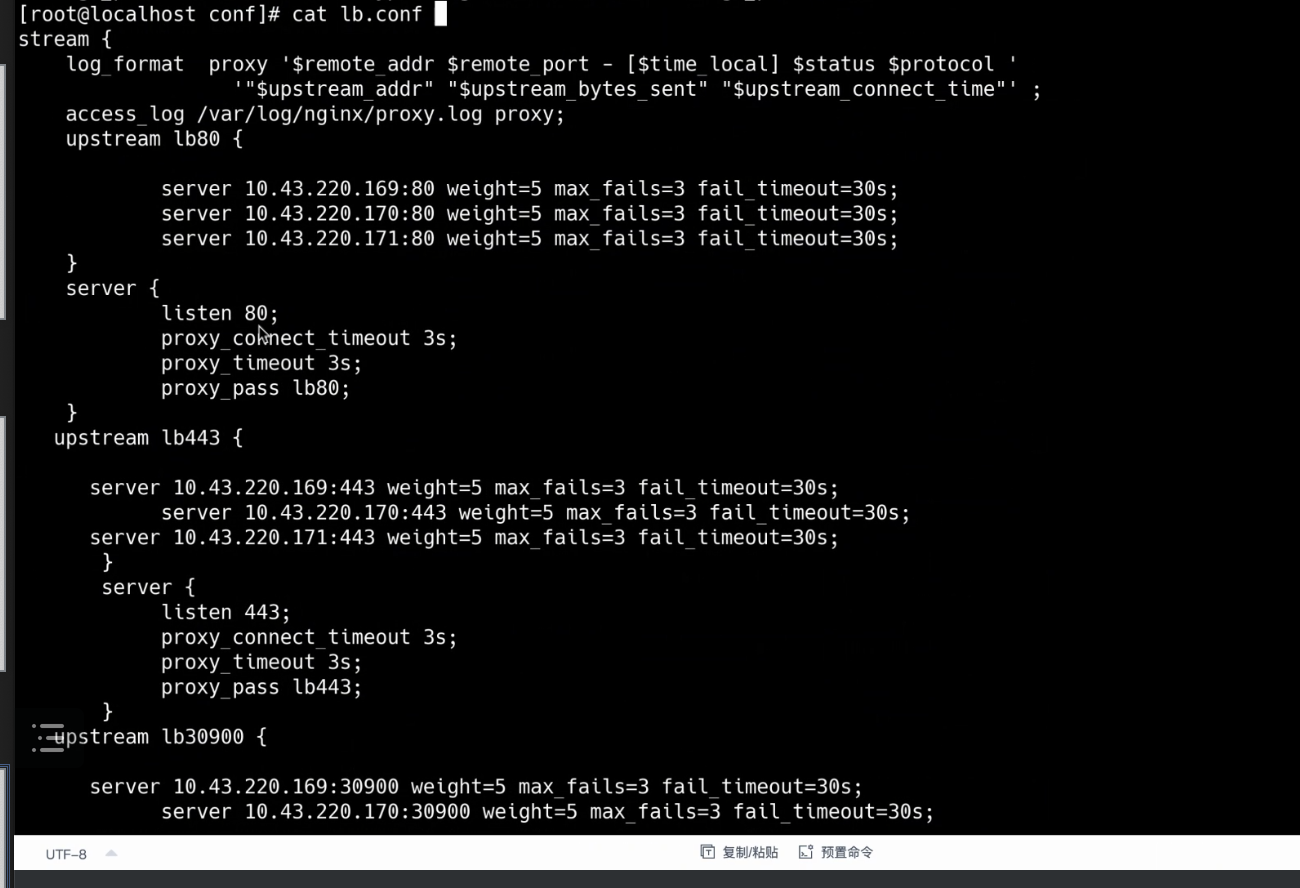 [root@localhost conf]# cat lb.conf
stream {
    log_format  proxy '$remote_addr $remote_port - [$time_local] $status $protocol '
                  '"$upstream_addr" "$upstream_bytes_sent" "$upstream_connect_time"' ;
    access_log /var/log/nginx/proxy.log proxy;
    upstream lb80 {
            server 10.43.220.169:80 weight=5 max_fails=3 fail_timeout=30s;
            server 10.43.220.170:80 weight=5 max_fails=3 fail_timeout=30s;
            server 10.43.220.171:80 weight=5 max_fails=3 fail_timeout=30s;
    }
    server {
            listen 80;
            proxy_connect_timeout 3s;
            proxy_timeout 3s;
            proxy_pass lb80;
    }
   upstream lb443 {
      server 10.43.220.169:443 weight=5 max_fails=3 fail_timeout=30s;
            server 10.43.220.170:443 weight=5 max_fails=3 fail_timeout=30s;
      server 10.43.220.171:443 weight=5 max_fails=3 fail_timeout=30s;
       }
       server {
            listen 443;
            proxy_connect_timeout 3s;
            proxy_timeout 3s;
            proxy_pass lb443;
       }
   upstream lb30900 {
      server 10.43.220.169:30900 weight=5 max_fails=3 fail_timeout=30s;
            server 10.43.220.170:30900 weight=5 max_fails=3 fail_timeout=30s;
UTF-8 复制/粘贴 预置命令